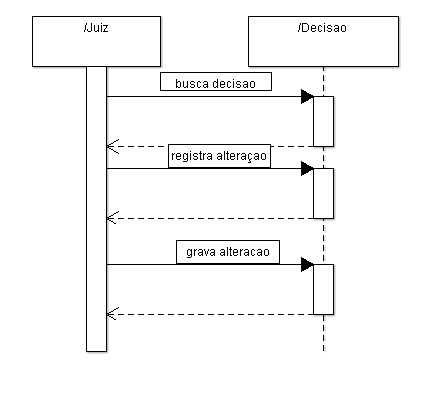 /Juiz
/Decisao
busca decisao
registra alteraçao
grava alteracao